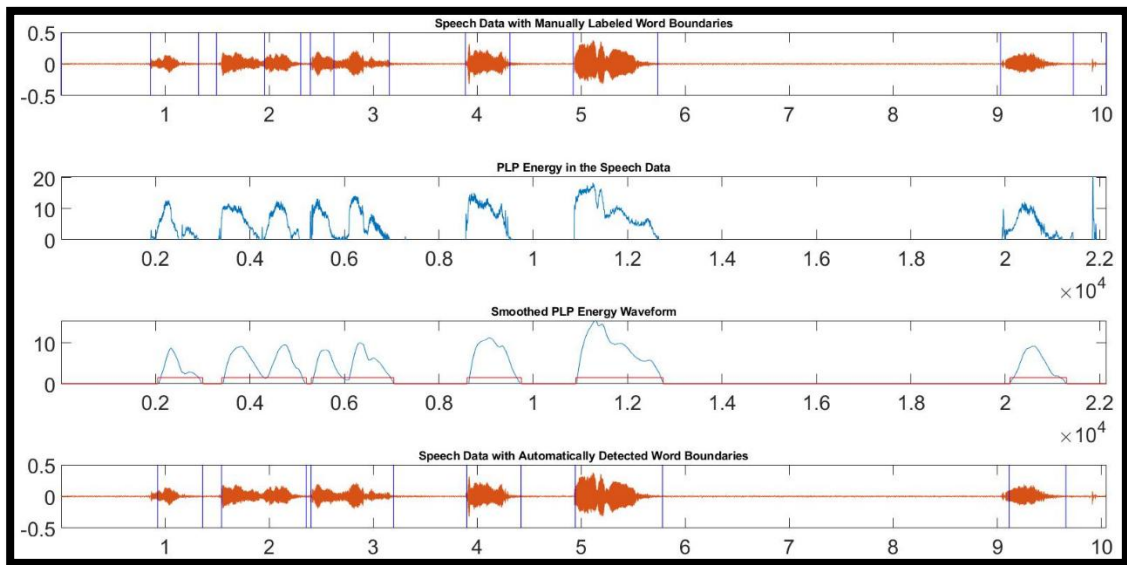 Speech Data with Manually Labeled Word Boundaries
0.5
0
-0.5
1 2 3 4 5 6 7 8 9 10
PLP Energy in the Speech Data
20
10
0
0.2 0.4 0.6 0.8 1 1.2 1.4 1.6 1.8 2 2.2
×10⁴
Smoothed PLP Energy Waveform
10
0
0.2 0.4 0.6 0.8 1 1.2 1.4 1.6 1.8 2 2.2
×10⁴
Speech Data with Automatically Detected Word Boundaries
0.5
0
-0.5
1 2 3 4 5 6 7 8 9 10